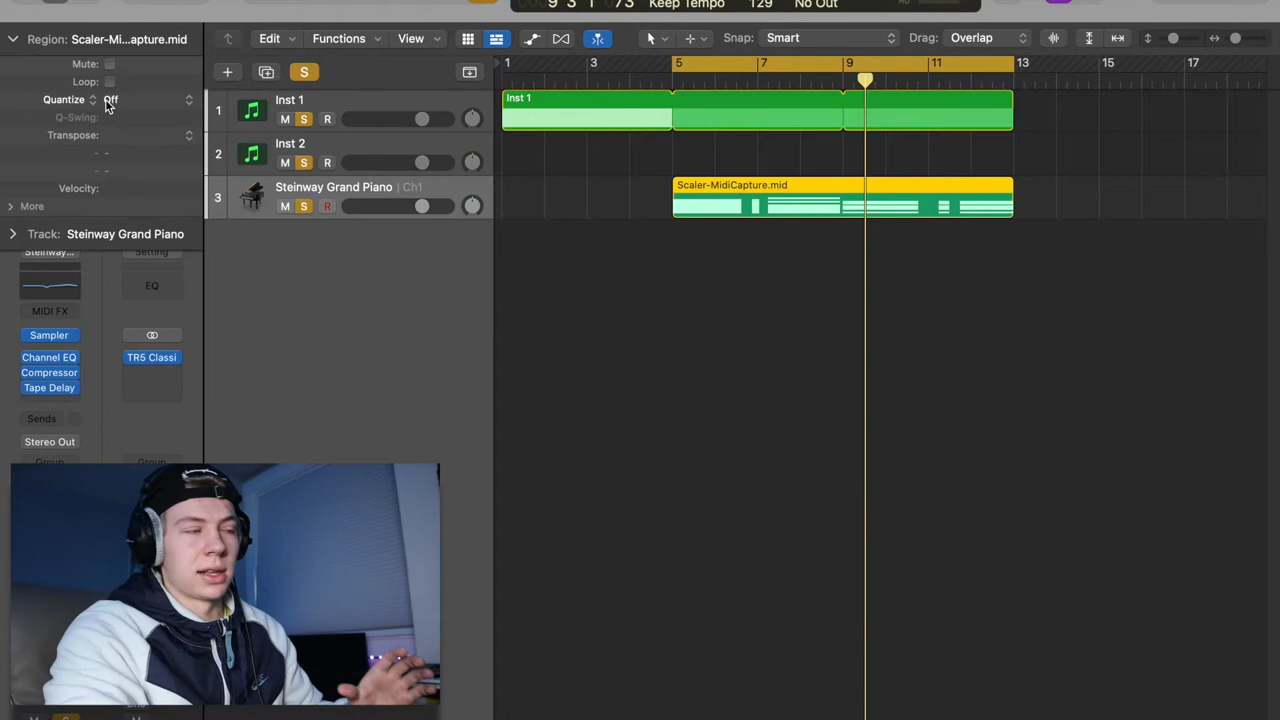 9 3 1 73 Keep Tempo 129 No Out
Region: Scaler-Mi...apture.mid
Edit Functions View Snap: Smart Drag: Overlap
Mute:
Loop:
Quantize Off
Q-Swing:
Transpose:
Velocity:
More
Track: Steinway Grand Piano
S
1 3 5 7 9 11 13 15 17
1 Inst 1
M S R
Inst 1
2 Inst 2
M S R
3 Steinway Grand Piano | Ch1
M S R
Scaler-MidiCapture.mid
Steinway... Setting
EQ
MIDI FX
Sampler
Channel EQ TR5 Classi
Compressor
Tape Delay
Sends
Stereo Out
Group Group